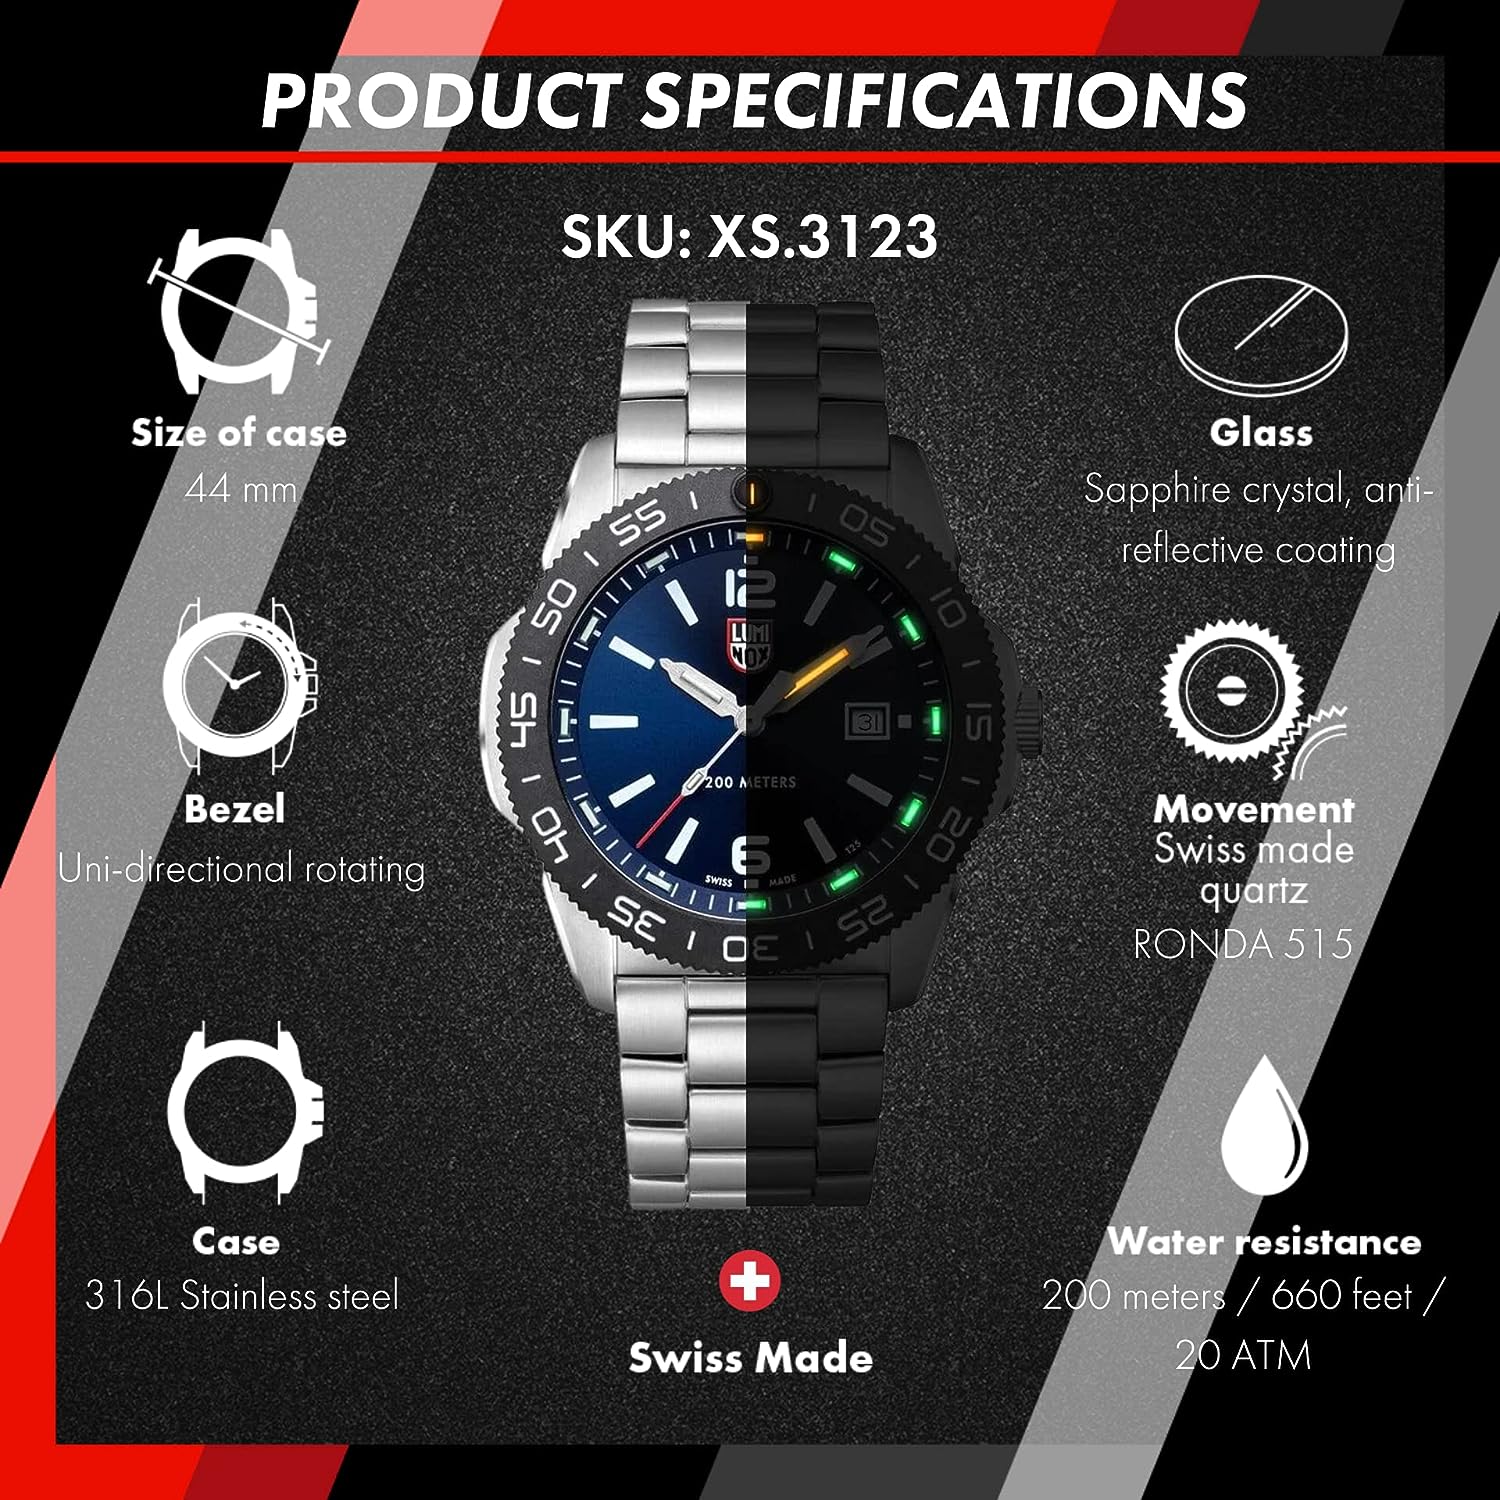 PRODUCT SPECIFICATIONS
SKU: XS.3123
Size of case
44 mm
Glass
Sapphire crystal, anti-
reflective coating
Bezel
Uni-directional rotating
Movement
Swiss made
quartz
RONDA 515
Case
316L Stainless steel
Water resistance
200 meters / 660 feet /
20 ATM
Swiss Made
05
10
15
20
25
30
35
40
45
50
55
12
LUMI
NOX
31
200 METERS
6
T25
SWISS MADE